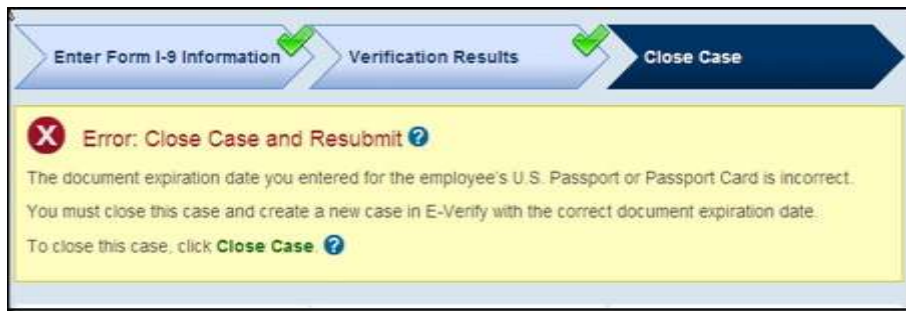 Enter Form I-9 Information
Verification Results
Close Case
Error: Close Case and Resubmit ?
The document expiration date you entered for the employee's U.S. Passport or Passport Card is incorrect.
You must close this case and create a new case in E-Verify with the correct document expiration date.
To close this case, click Close Case. ?